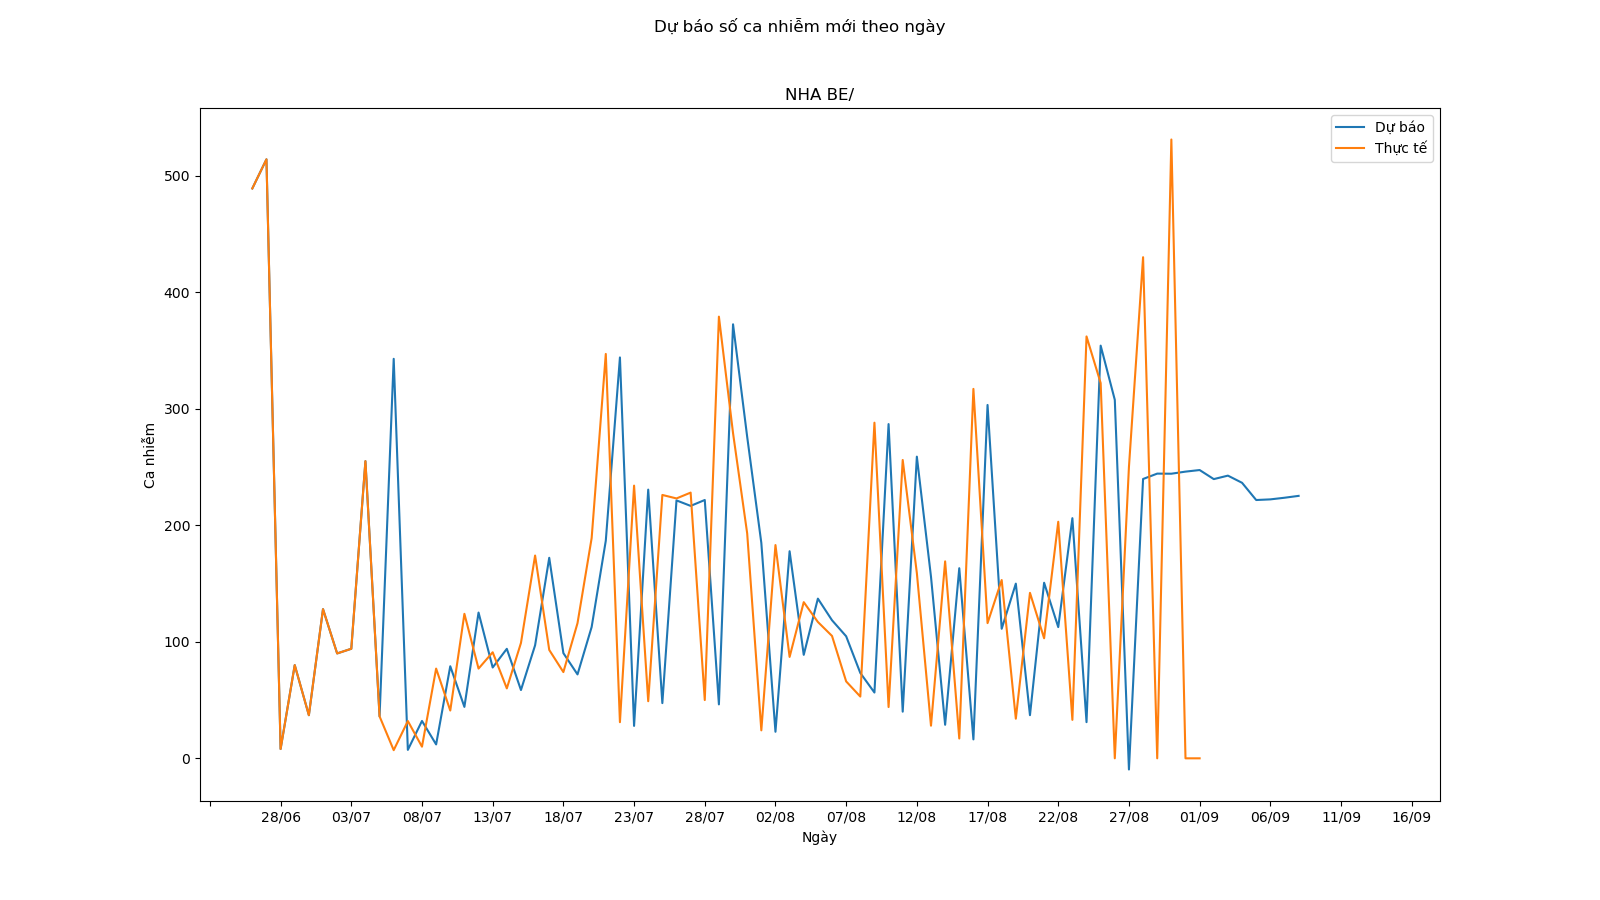 Dự báo số ca nhiễm mới theo ngày
NHA BE/
Dự báo
Thực tế
500
400
300
200
100
0
Ca nhiễm
28/06 03/07 08/07 13/07 18/07 23/07 28/07 02/08 07/08 12/08 17/08 22/08 27/08 01/09 06/09 11/09 16/09
Ngày